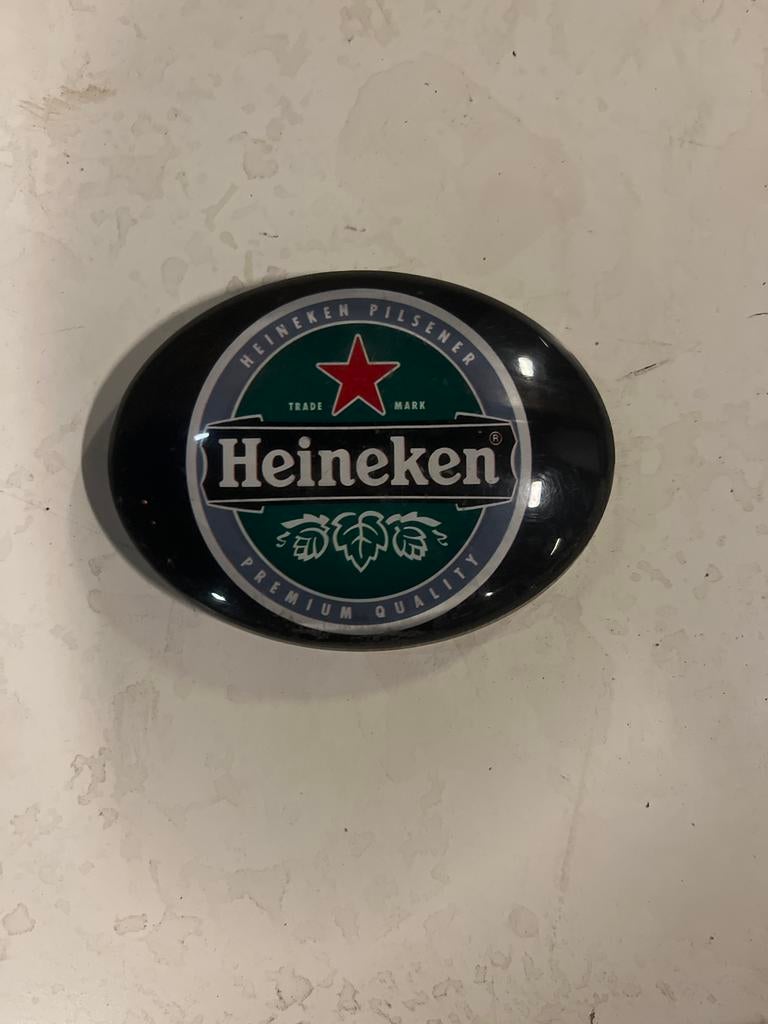 HEINEKEN PILSENER
TRADE MARK
Heineken ®
PREMIUM QUALITY